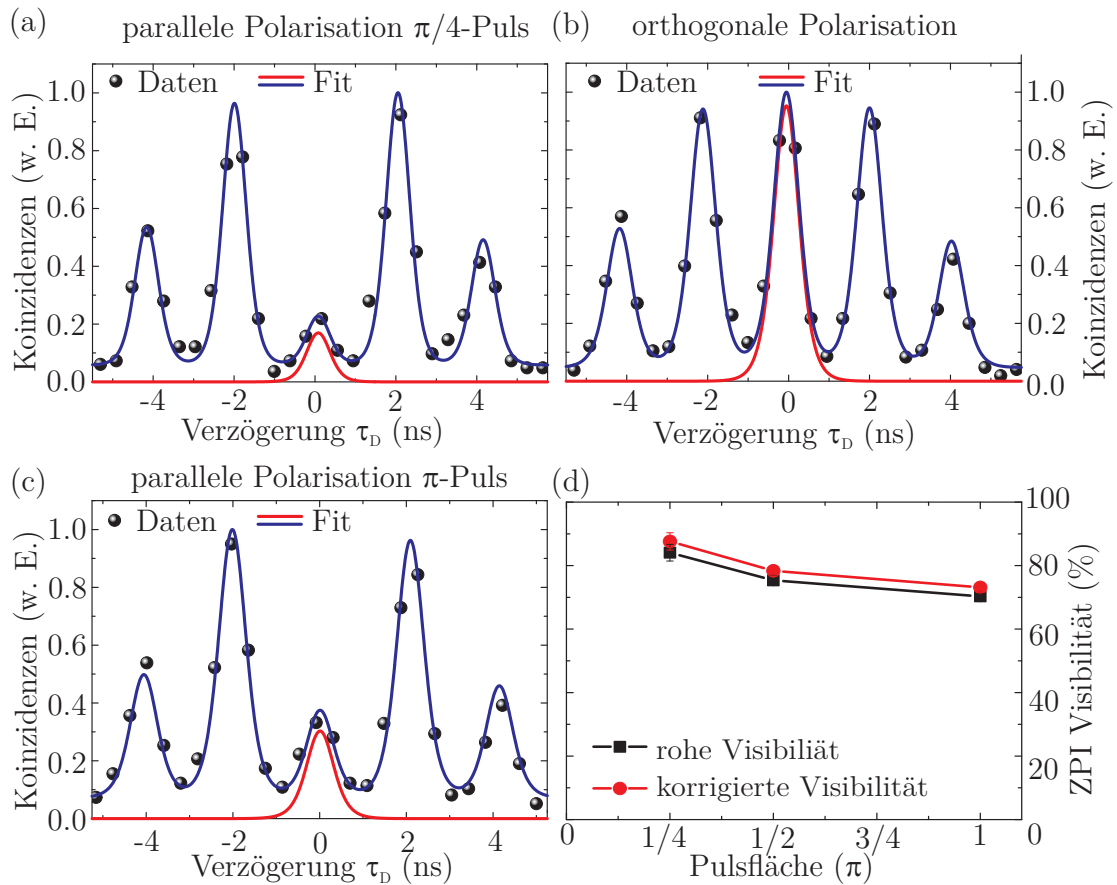 (a) parallele Polarisation π/4-Puls
Daten Fit
1.0
0.8
0.6
0.4
0.2
0.0
Koinzidenzen (w. E.)
-4 -2 0 2 4
Verzögerung τD (ns)
(b) orthogonale Polarisation
Daten Fit
1.0
0.8
0.6
0.4
0.2
0.0
Koinzidenzen (w. E.)
-4 -2 0 2 4
Verzögerung τD (ns)
(c) parallele Polarisation π-Puls
Daten Fit
1.0
0.8
0.6
0.4
0.2
0.0
Koinzidenzen (w. E.)
-4 -2 0 2 4
Verzögerung τD (ns)
(d)
100
80
60
40
20
0
ZPI Visibilität (%)
rohe Visibiliät
korrigierte Visibilität
0 1/4 1/2 3/4 1
Pulsfläche (π)